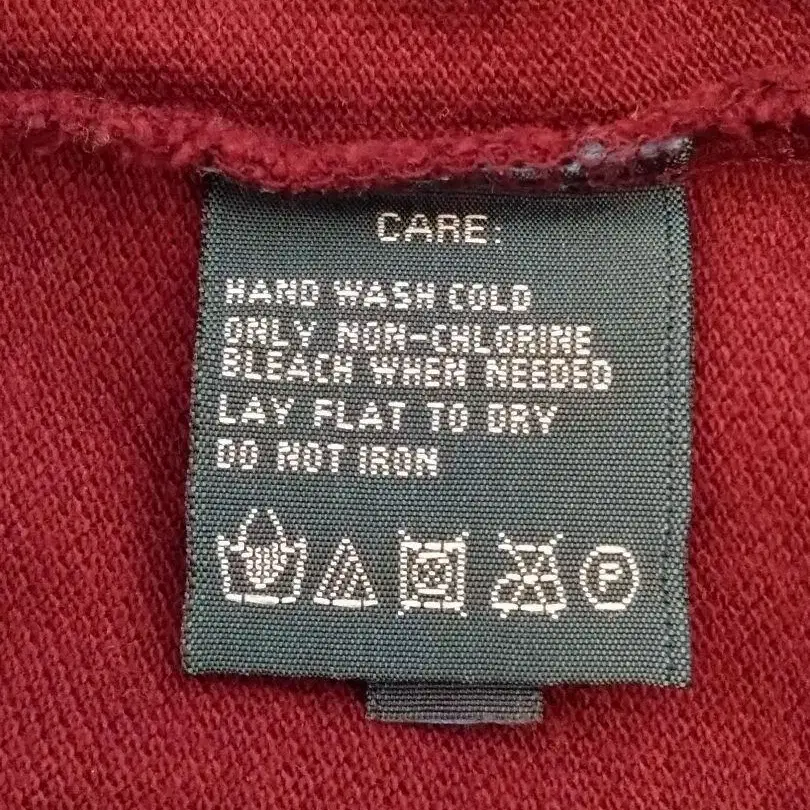 CARE:
HAND WASH COLD
ONLY NON-CHLORINE
BLEACH WHEN NEEDED
LAY FLAT TO DRY
DO NOT IRON
F